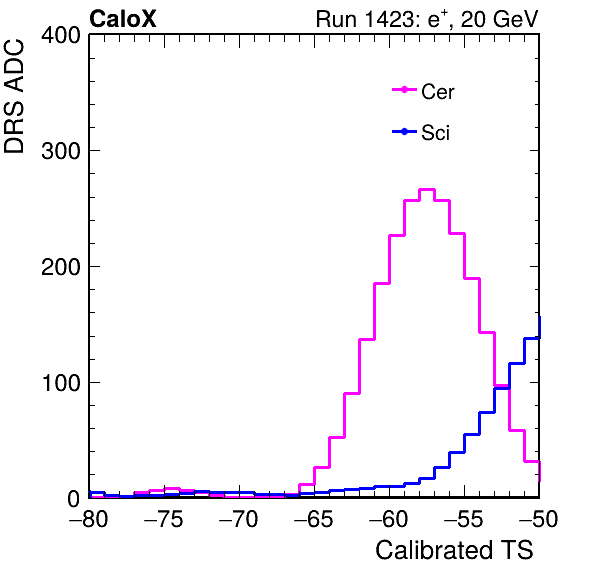 CaloX Run 1423: e⁺, 20 GeV
DRS ADC
400
300
200
100
0
Cer
Sci
−80 −75 −70 −65 −60 −55 −50
Calibrated TS